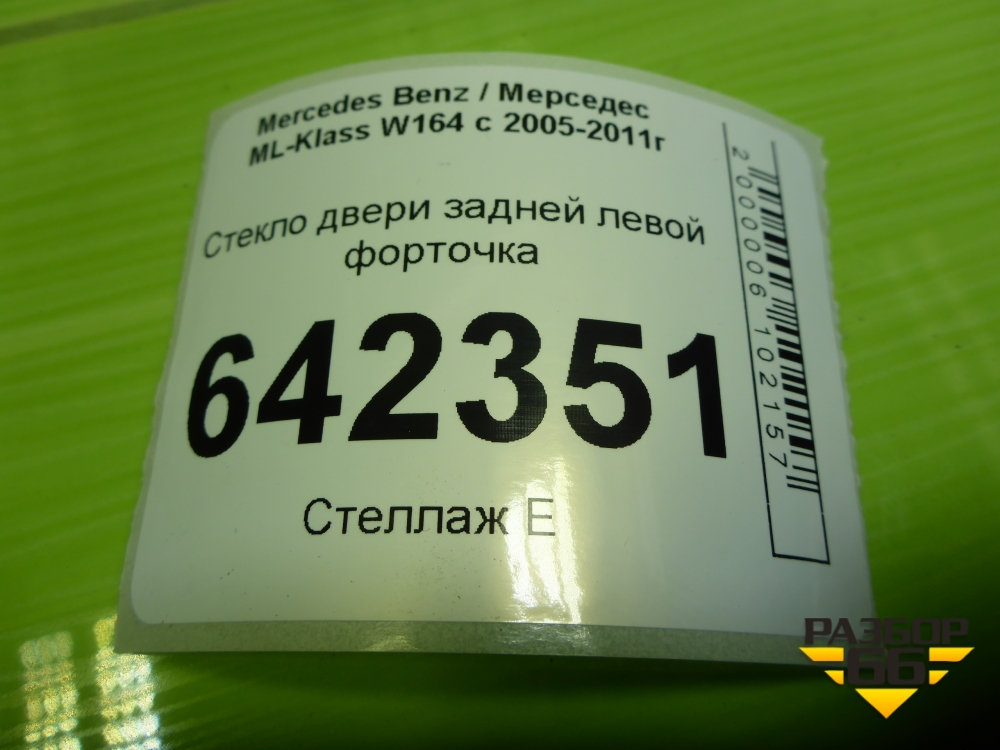 Mercedes Benz / Мерседес
ML-Klass W164 с 2005-2011г
Стекло двери задней левой
форточка
642351
Стеллаж Е
2000006102157
РАЗБОР
66